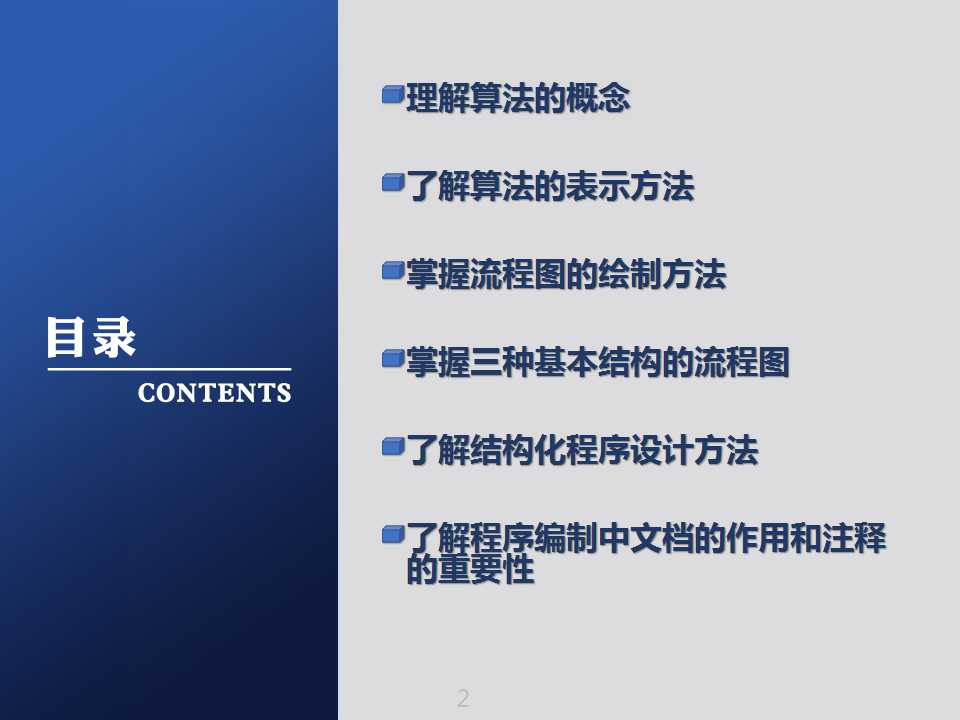 目录
CONTENTS
理解算法的概念
了解算法的表示方法
掌握流程图的绘制方法
掌握三种基本结构的流程图
了解结构化程序设计方法
了解程序编制中文档的作用和注释
的重要性
2